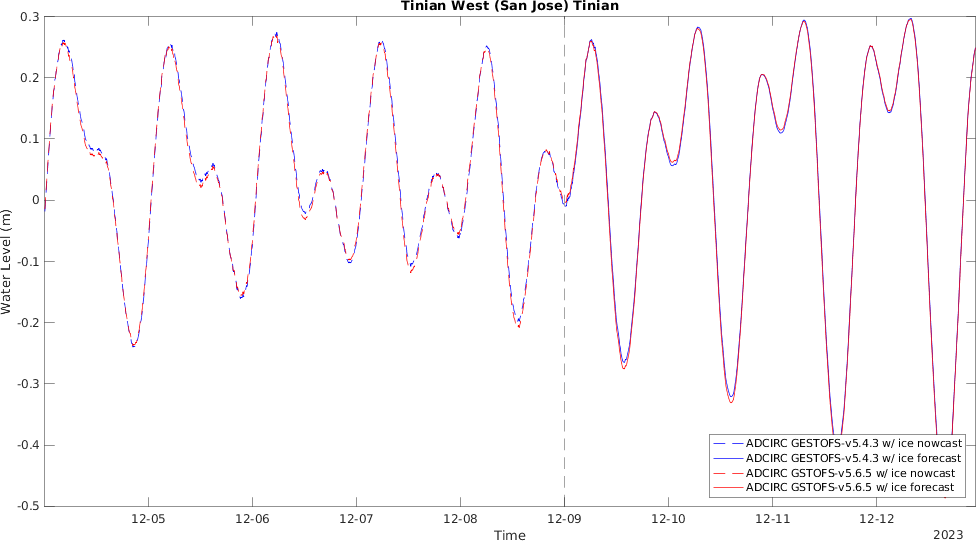 Tinian West (San Jose) Tinian
0.3
0.2
0.1
0
-0.1
-0.2
-0.3
-0.4
-0.5
Water Level (m)
ADCIRC GESTOFS-v5.4.3 w/ ice nowcast
ADCIRC GESTOFS-v5.4.3 w/ ice forecast
ADCIRC GSTOFS-v5.6.5 w/ ice nowcast
ADCIRC GSTOFS-v5.6.5 w/ ice forecast
12-05 12-06 12-07 12-08 12-09 12-10 12-11 12-12
Time
2023